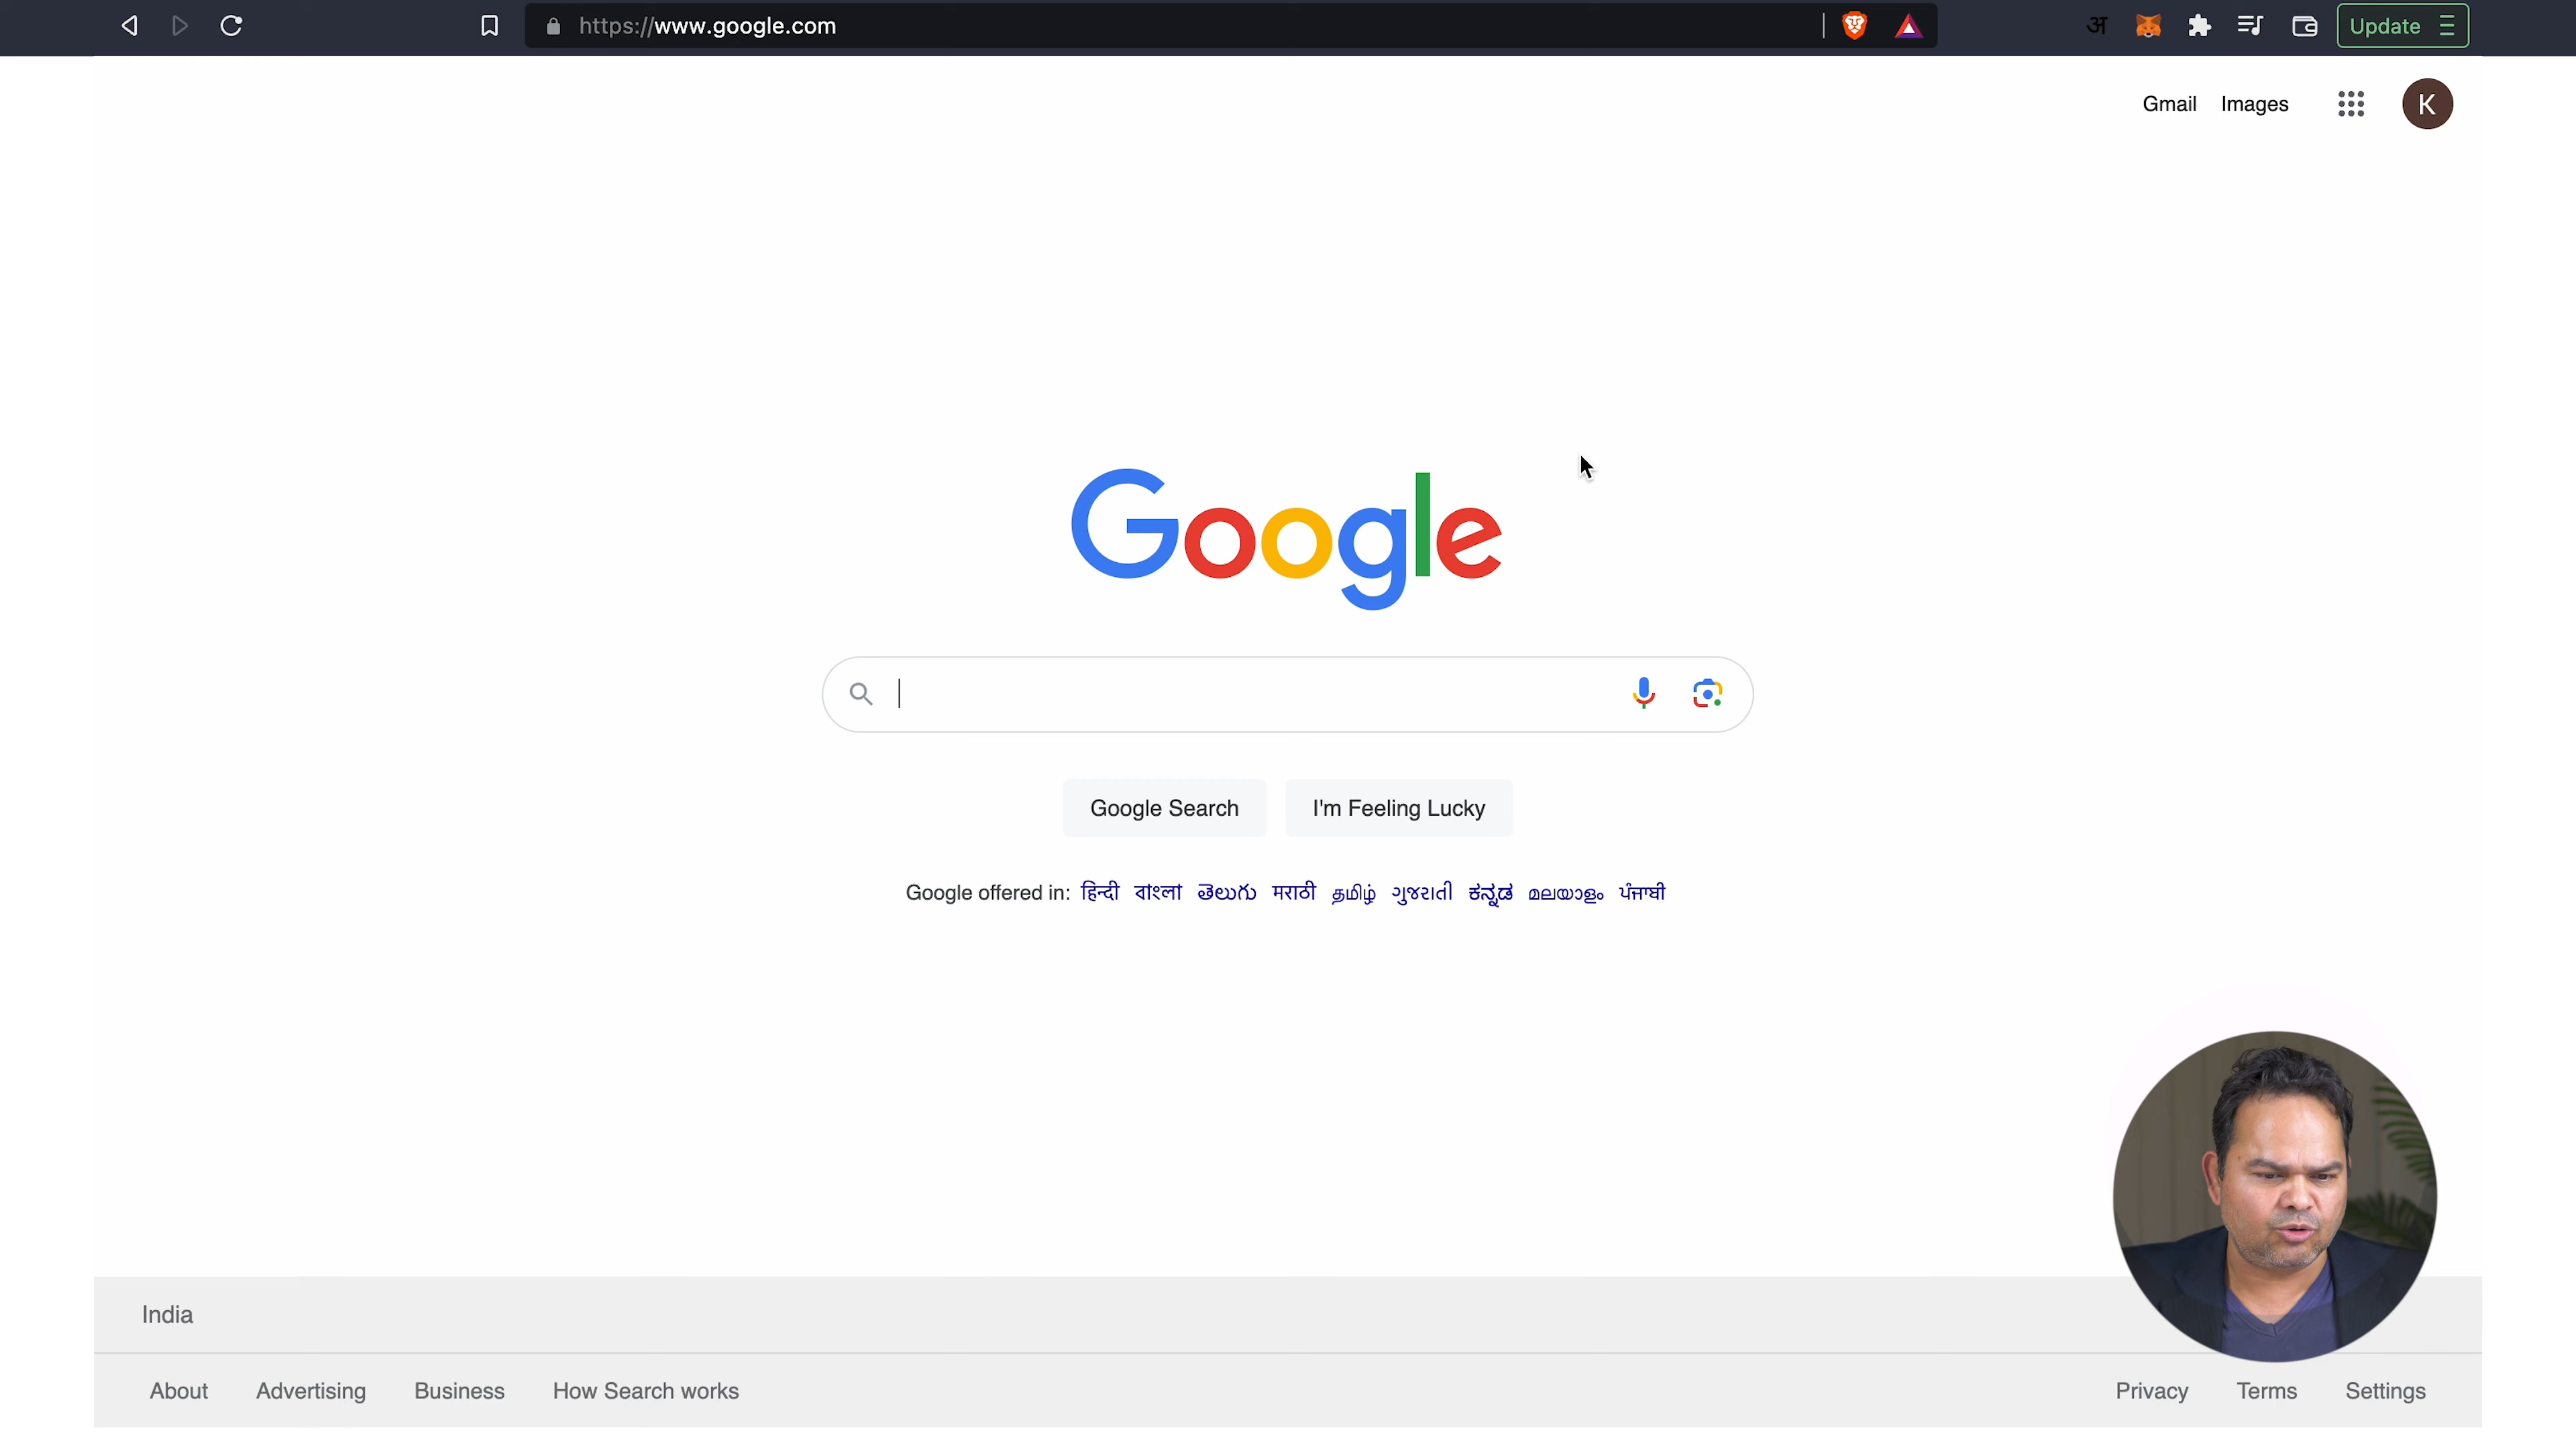 https://www.google.com
अ
Update
Gmail Images
K
Google
Google Search
I'm Feeling Lucky
Google offered in: हिन्दी বাংলা తెలుగు मराठी தமிழ் ગુજરાતી ಕನ್ನಡ മലയാളം ਪੰਜਾਬੀ
India
About Advertising Business How Search works
Privacy Terms Settings